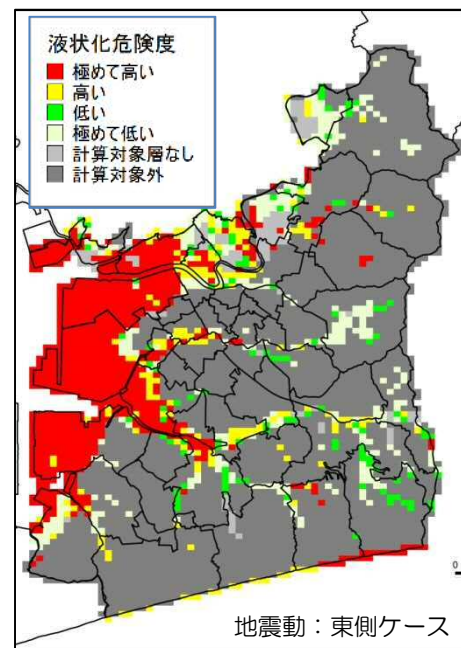 液状化危険度
極めて高い
高い
低い
極めて低い
計算対象層なし
計算対象外
0
地震動：東側ケース